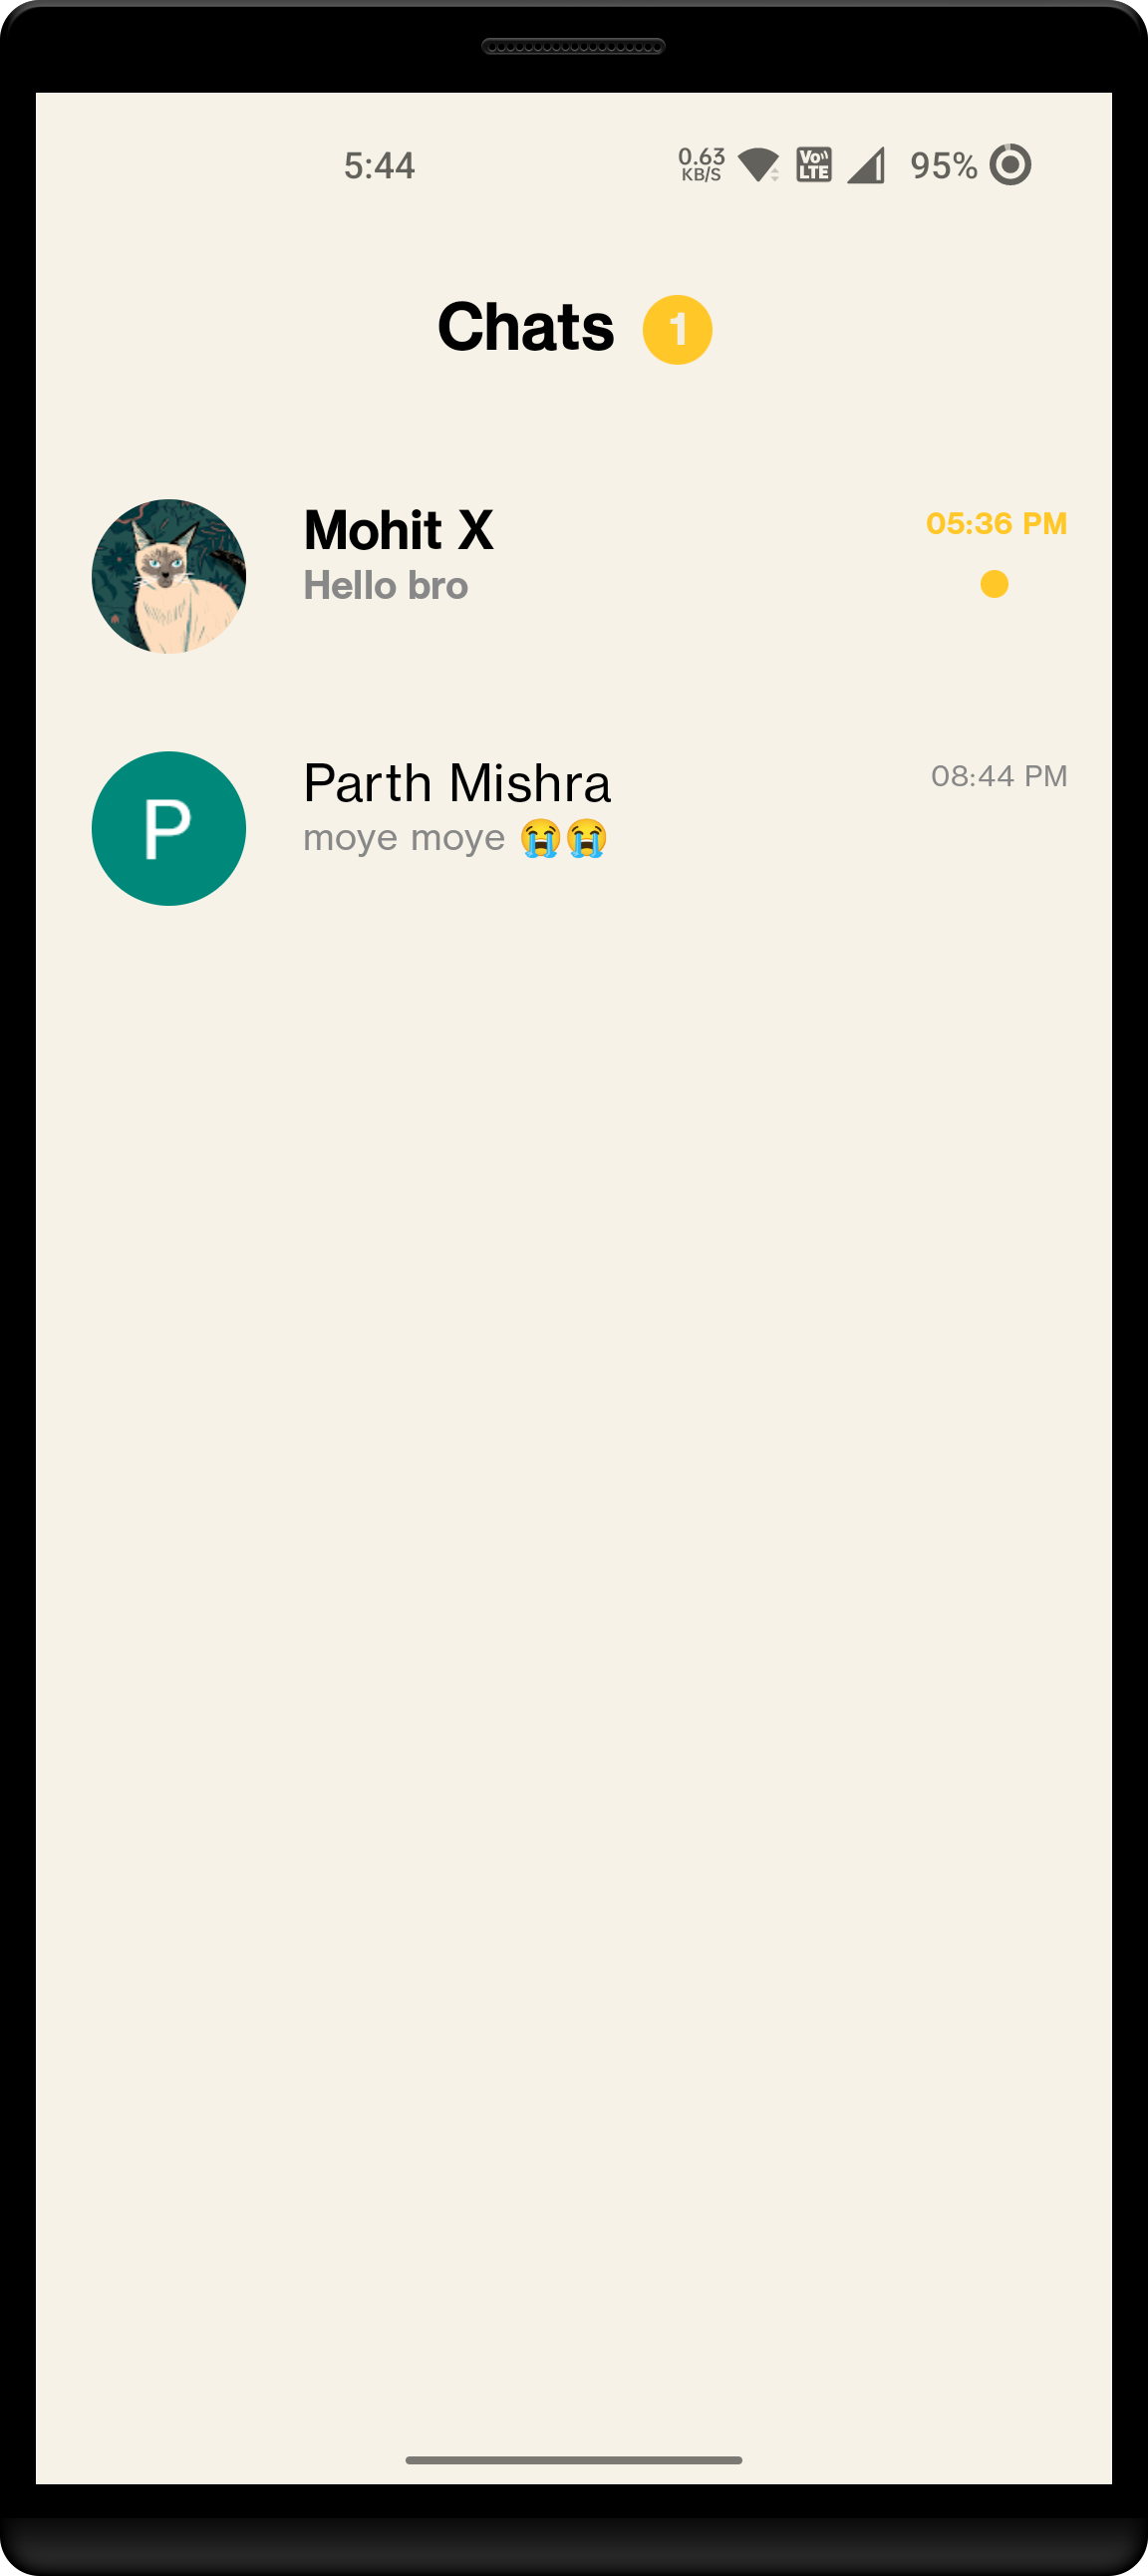 5:44
0.63
KB/S
Vo
LTE
95%
Chats 1
Mohit X
05:36 PM
Hello bro
P
Parth Mishra
08:44 PM
moye moye 😭😭